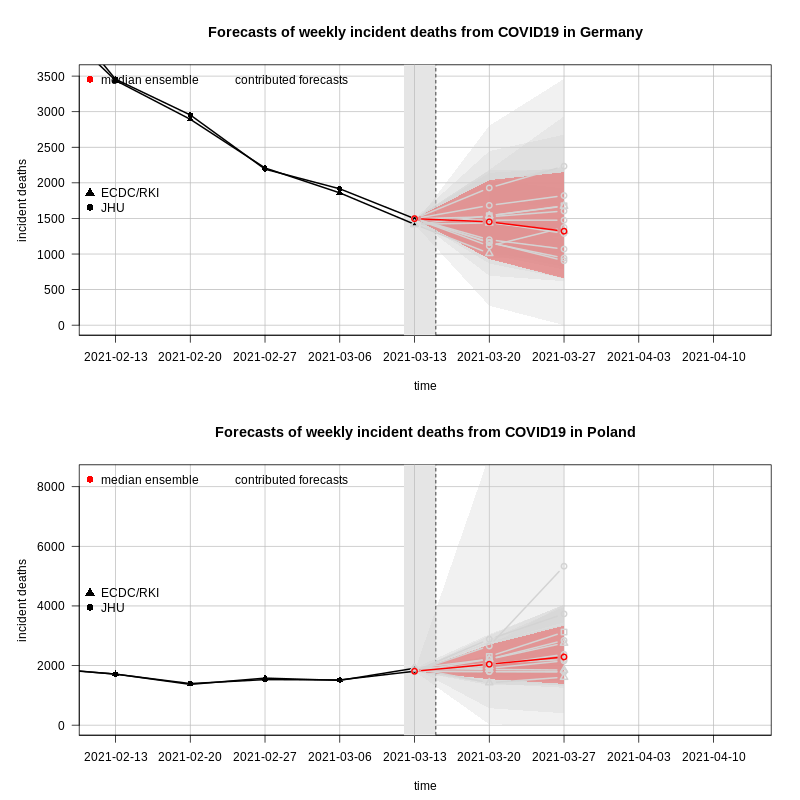 Forecasts of weekly incident deaths from COVID19 in Germany
incident deaths
3500
3000
2500
2000
1500
1000
500
0
median ensemble contributed forecasts
ECDC/RKI
JHU
2021-02-13 2021-02-20 2021-02-27 2021-03-06 2021-03-13 2021-03-20 2021-03-27 2021-04-03 2021-04-10
time
Forecasts of weekly incident deaths from COVID19 in Poland
incident deaths
8000
6000
4000
2000
0
median ensemble contributed forecasts
ECDC/RKI
JHU
2021-02-13 2021-02-20 2021-02-27 2021-03-06 2021-03-13 2021-03-20 2021-03-27 2021-04-03 2021-04-10
time